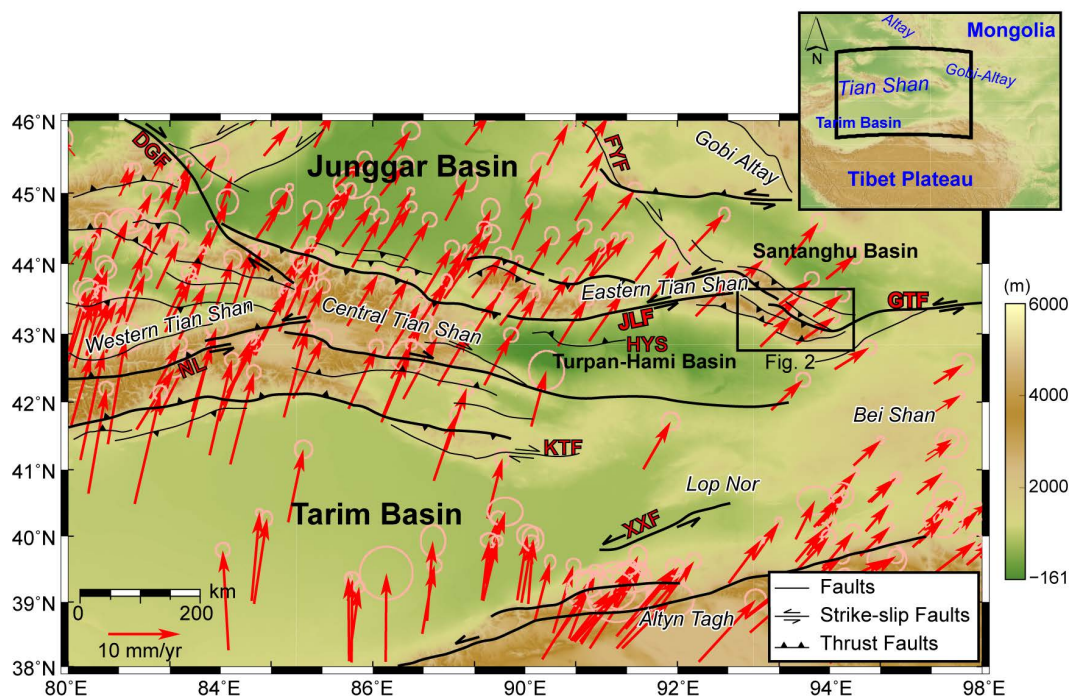 Altay
Mongolia
N
Tian Shan
Gobi-Altay
Tarim Basin
Tibet Plateau
46°N
45°N
44°N
43°N
42°N
41°N
40°N
39°N
38°N
DGF
Junggar Basin
FYF
Gobi Altay
Santanghu Basin
Eastern Tian Shan
GTF
Western Tian Shan
Central Tian Shan
JLF
HYS
Turpan-Hami Basin
Fig. 2
NL
Bei Shan
KTF
Lop Nor
Tarim Basin
XXF
Altyn Tagh
km
0 200
10 mm/yr
Faults
Strike-slip Faults
Thrust Faults
80°E 84°E 86°E 90°E 92°E 94°E 98°E
(m)
6000
4000
2000
−161